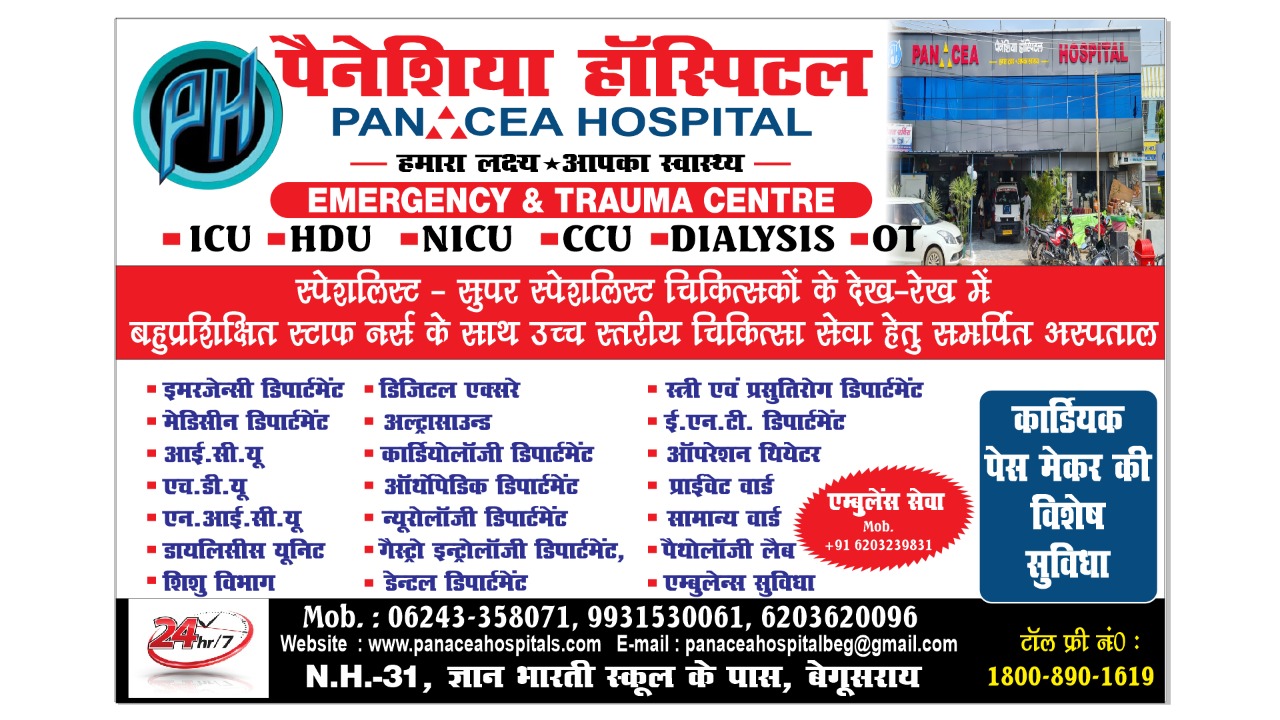 PH
पैनेशिया हॉस्पिटल
PANACEA HOSPITAL
हमारा लक्ष्य ★ आपका स्वास्थ्य
EMERGENCY & TRAUMA CENTRE
ICU HDU NICU CCU DIALYSIS OT
PANACEA पैनेशिया हॉस्पिटल HOSPITAL
स्पेशलिस्ट - सुपर स्पेशलिस्ट चिकित्सकों के देख-रेख में
बहुप्रशिक्षित स्टाफ नर्स के साथ उच्च स्तरीय चिकित्सा सेवा हेतु समर्पित अस्पताल
इमरजेन्सी डिपार्टमेंट
मेडिसीन डिपार्टमेंट
आई.सी.यू
एच.डी.यू
एन.आई.सी.यू
डायलिसीस यूनिट
शिशु विभाग
डिजिटल एक्सरे
अल्ट्रासाउन्ड
कार्डियोलॉजी डिपार्टमेंट
ऑर्थोपिडिक डिपार्टमेंट
न्यूरोलॉजी डिपार्टमेंट
गैस्ट्रो इन्ट्रोलॉजी डिपार्टमेंट,
डेन्टल डिपार्टमेंट
स्त्री एवं प्रसुतिरोग डिपार्टमेंट
ई.एन.टी. डिपार्टमेंट
ऑपरेशन थियेटर
प्राईवेट वार्ड
सामान्य वार्ड
पैथोलॉजी लैब
एम्बुलेन्स सुविधा
एम्बुलेंस सेवा
Mob.
+91 6203239831
कार्डियक
पेस मेकर की
विशेष
सुविधा
24hr/7
Mob. : 06243-358071, 9931530061, 6203620096
Website : www.panaceahospitals.com E-mail : panaceahospitalbeg@gmail.com
N.H.-31, ज्ञान भारती स्कूल के पास, बेगूसराय
टॉल फ्री नं0 :
1800-890-1619